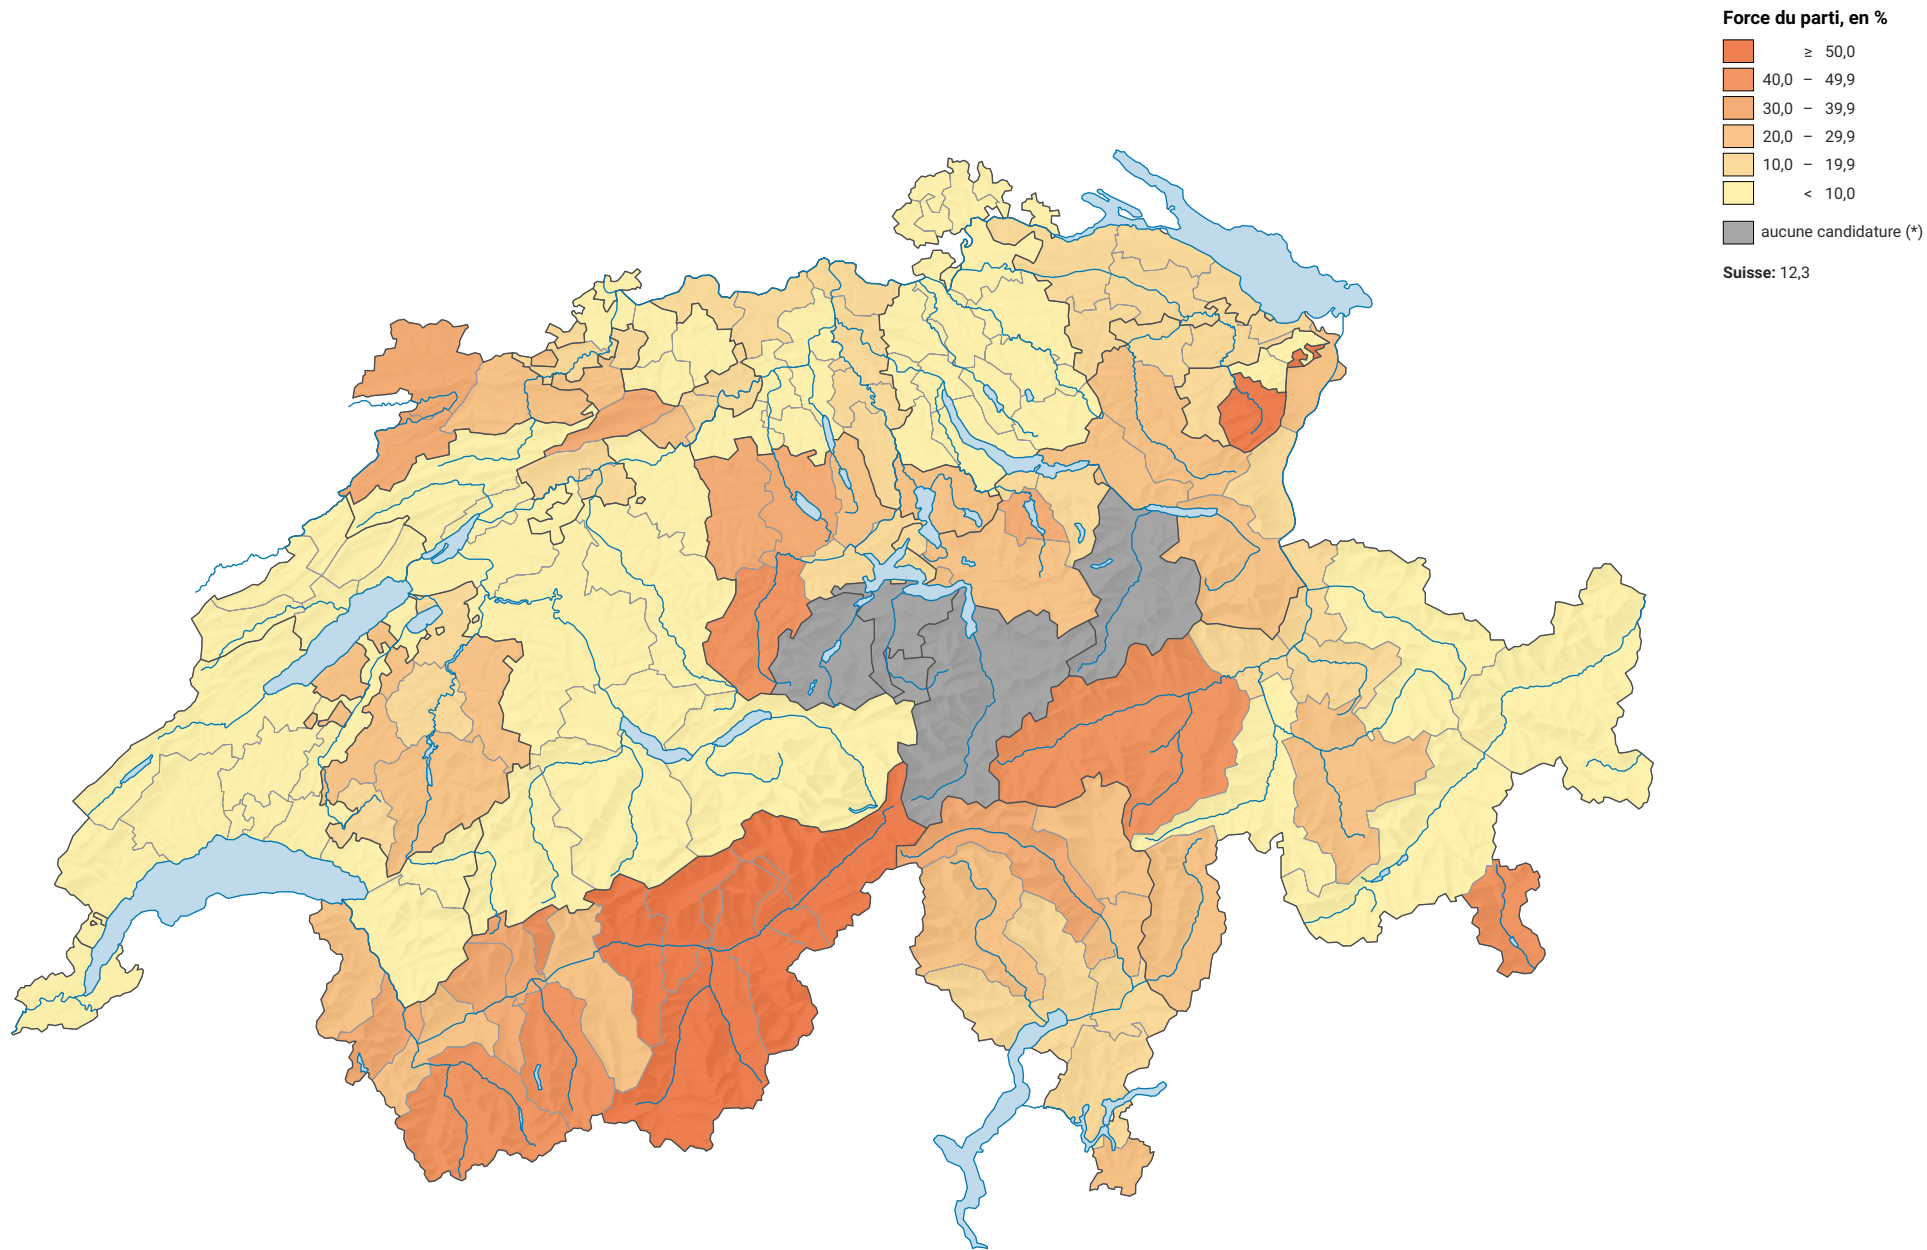 Force du parti, en %
≥ 50,0
40,0 – 49,9
30,0 – 39,9
20,0 – 29,9
10,0 – 19,9
< 10,0
aucune candidature (*)
Suisse: 12,3